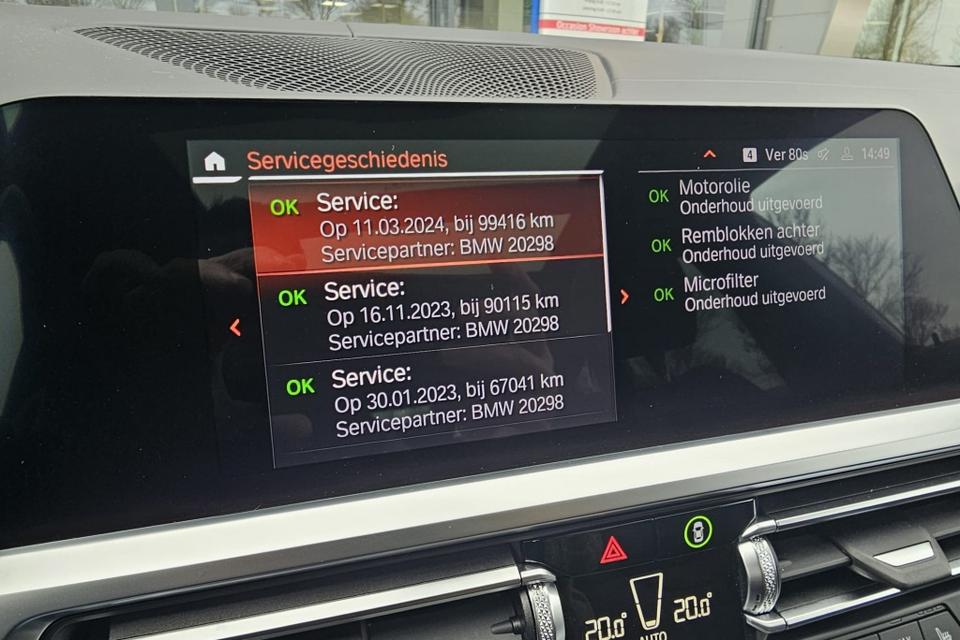 Occasion Showroom achter
Servicegeschiedenis
4 Ver 80s 14:49
OK Service:
Op 11.03.2024, bij 99416 km
Servicepartner: BMW 20298
OK Service:
Op 16.11.2023, bij 90115 km
Servicepartner: BMW 20298
OK Service:
Op 30.01.2023, bij 67041 km
Servicepartner: BMW 20298
OK Motorolie
Onderhoud uitgevoerd
OK Remblokken achter
Onderhoud uitgevoerd
OK Microfilter
Onderhoud uitgevoerd
20.0° 20.0°
AUTO